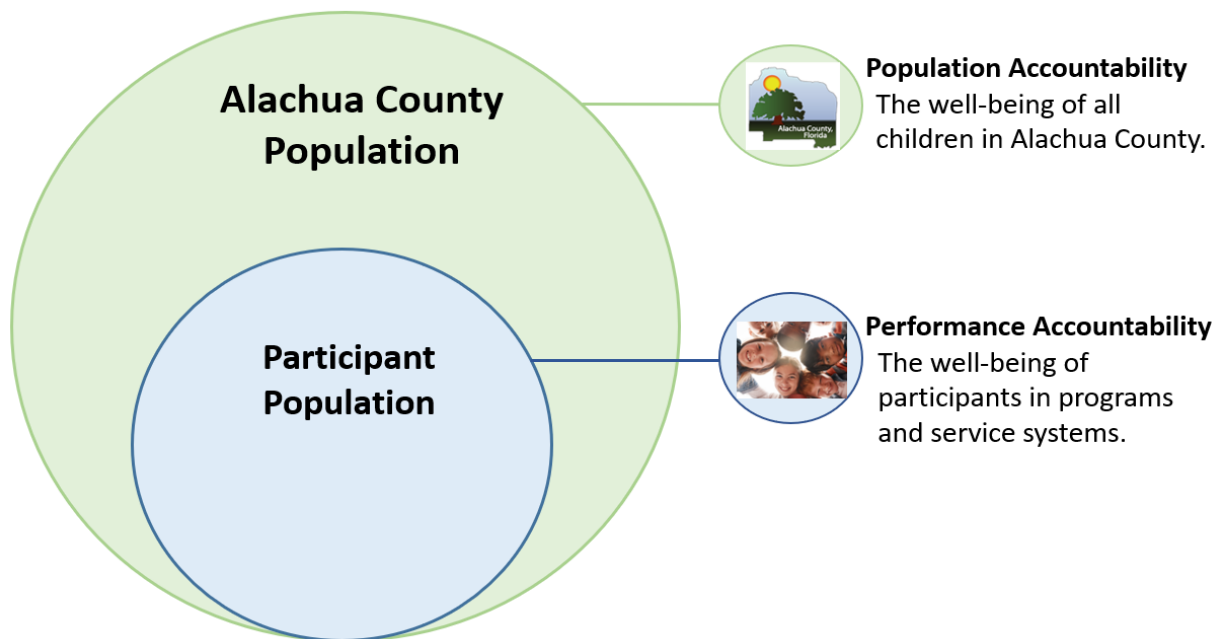 Alachua County
Population
Participant
Population
Alachua County,
Florida
Population Accountability
The well-being of all
children in Alachua County.
Performance Accountability
The well-being of
participants in programs
and service systems.